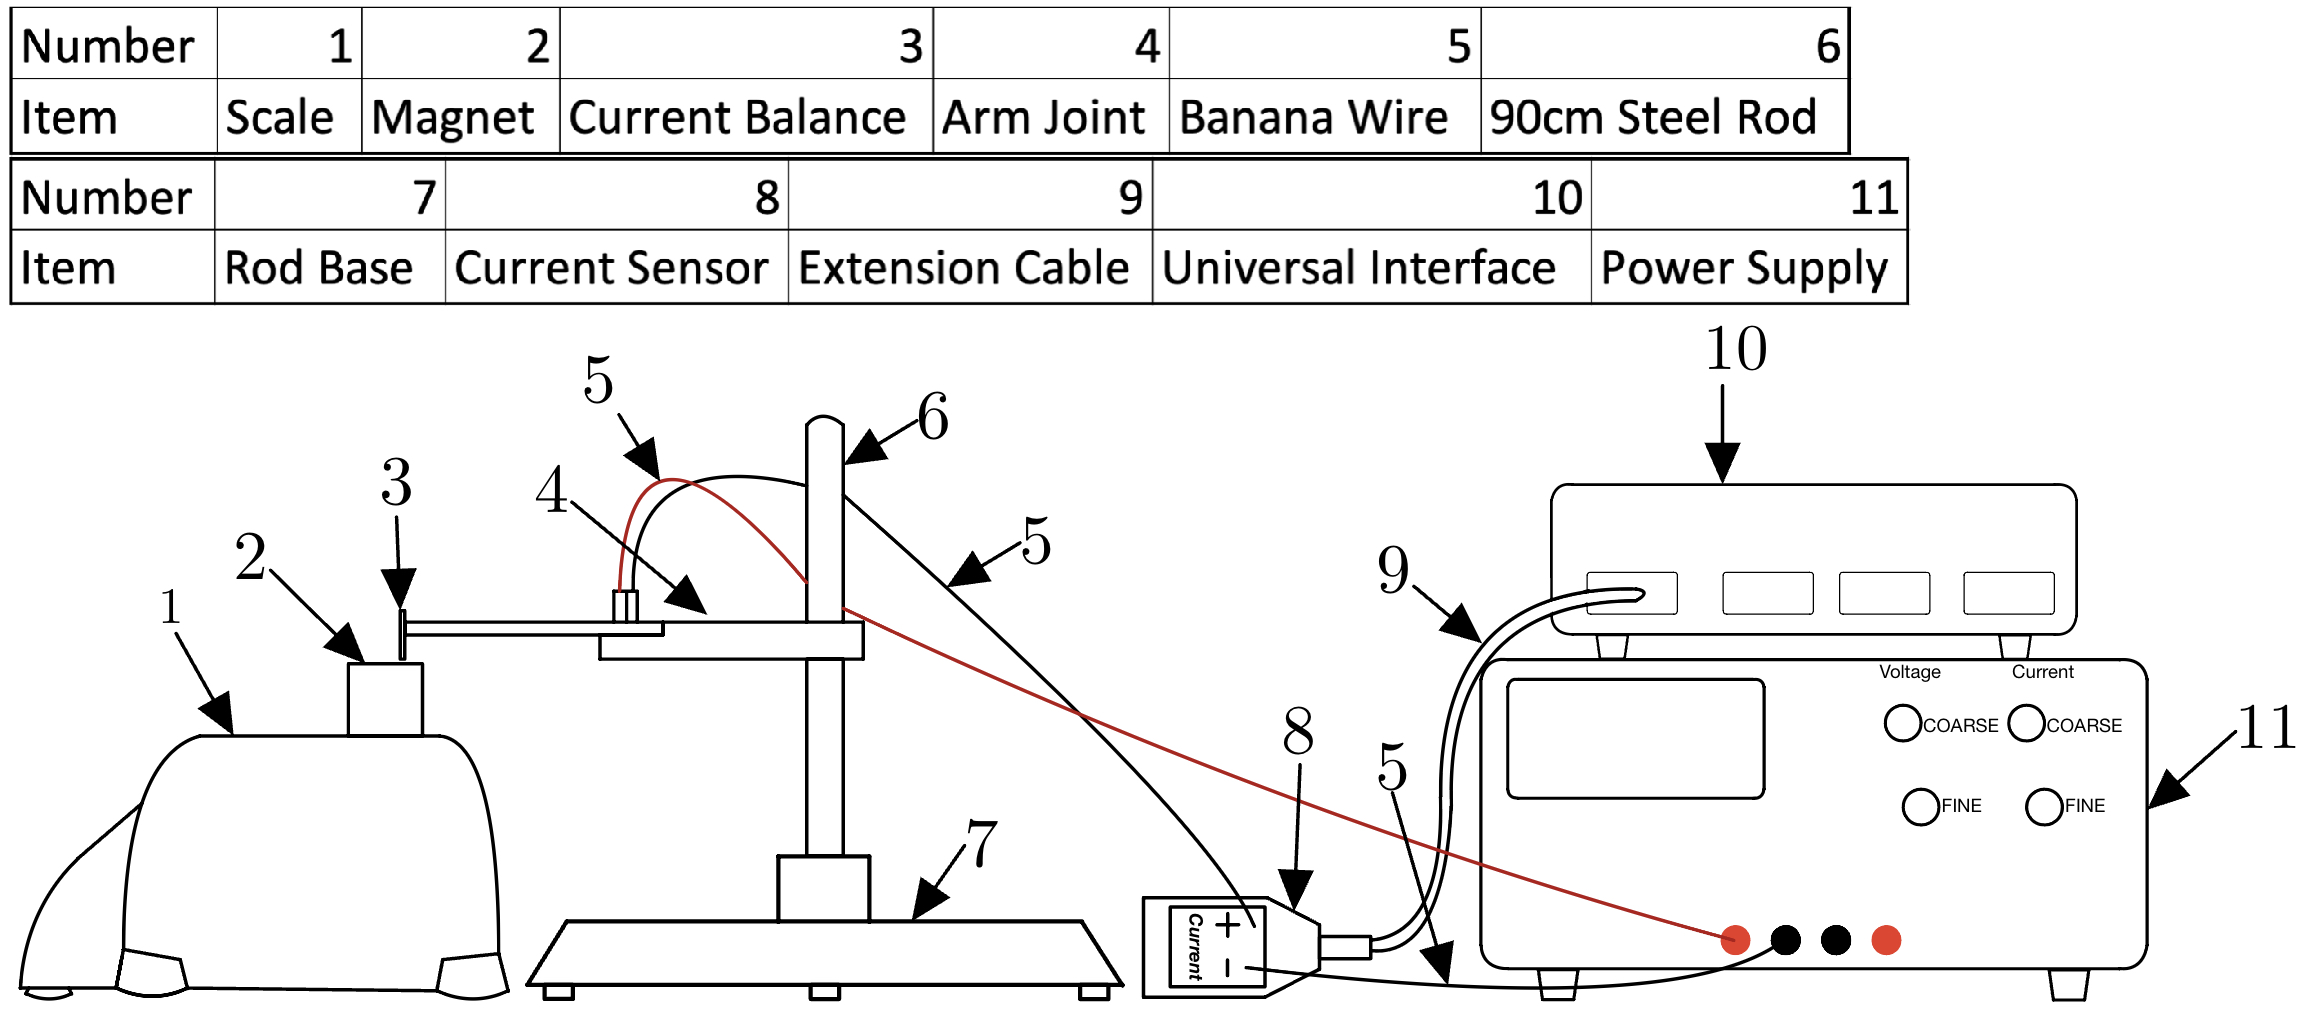 Number 1 2 3 4 5 6
Item Scale Magnet Current Balance Arm Joint Banana Wire 90cm Steel Rod
Number 7 8 9 10 11
Item Rod Base Current Sensor Extension Cable Universal Interface Power Supply
10
5
6
3
4
5
2
9
1
Voltage Current
COARSE COARSE
8
11
5
FINE FINE
7
Current
+
-